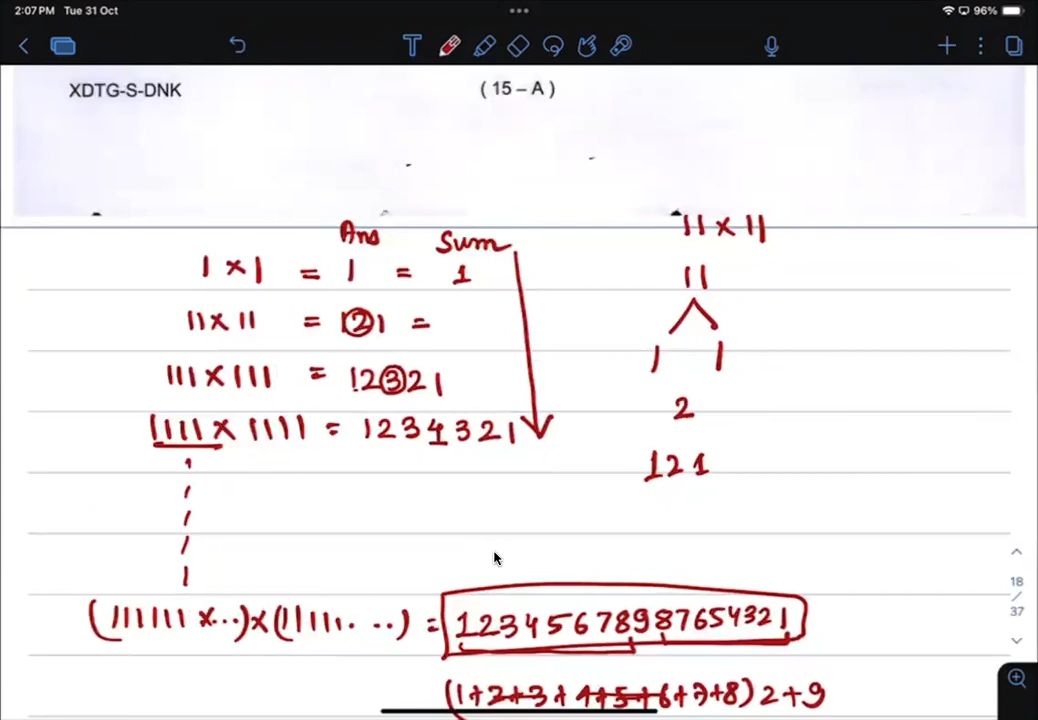 2:07PM Tue 31 Oct
96%
XDTG-S-DNK
( 15 – A )
Ans Sum
1 × 1 = 1 = 1
11 × 11 = 121 =
111 × 111 = 12321
1111 × 1111 = 1234321
(111111 ×...) × (11111. ..) = 12345678987654321
(1+2+3+4+5+6+7+8) 2+9
11 × 11
11
1 1
2
121
18
37